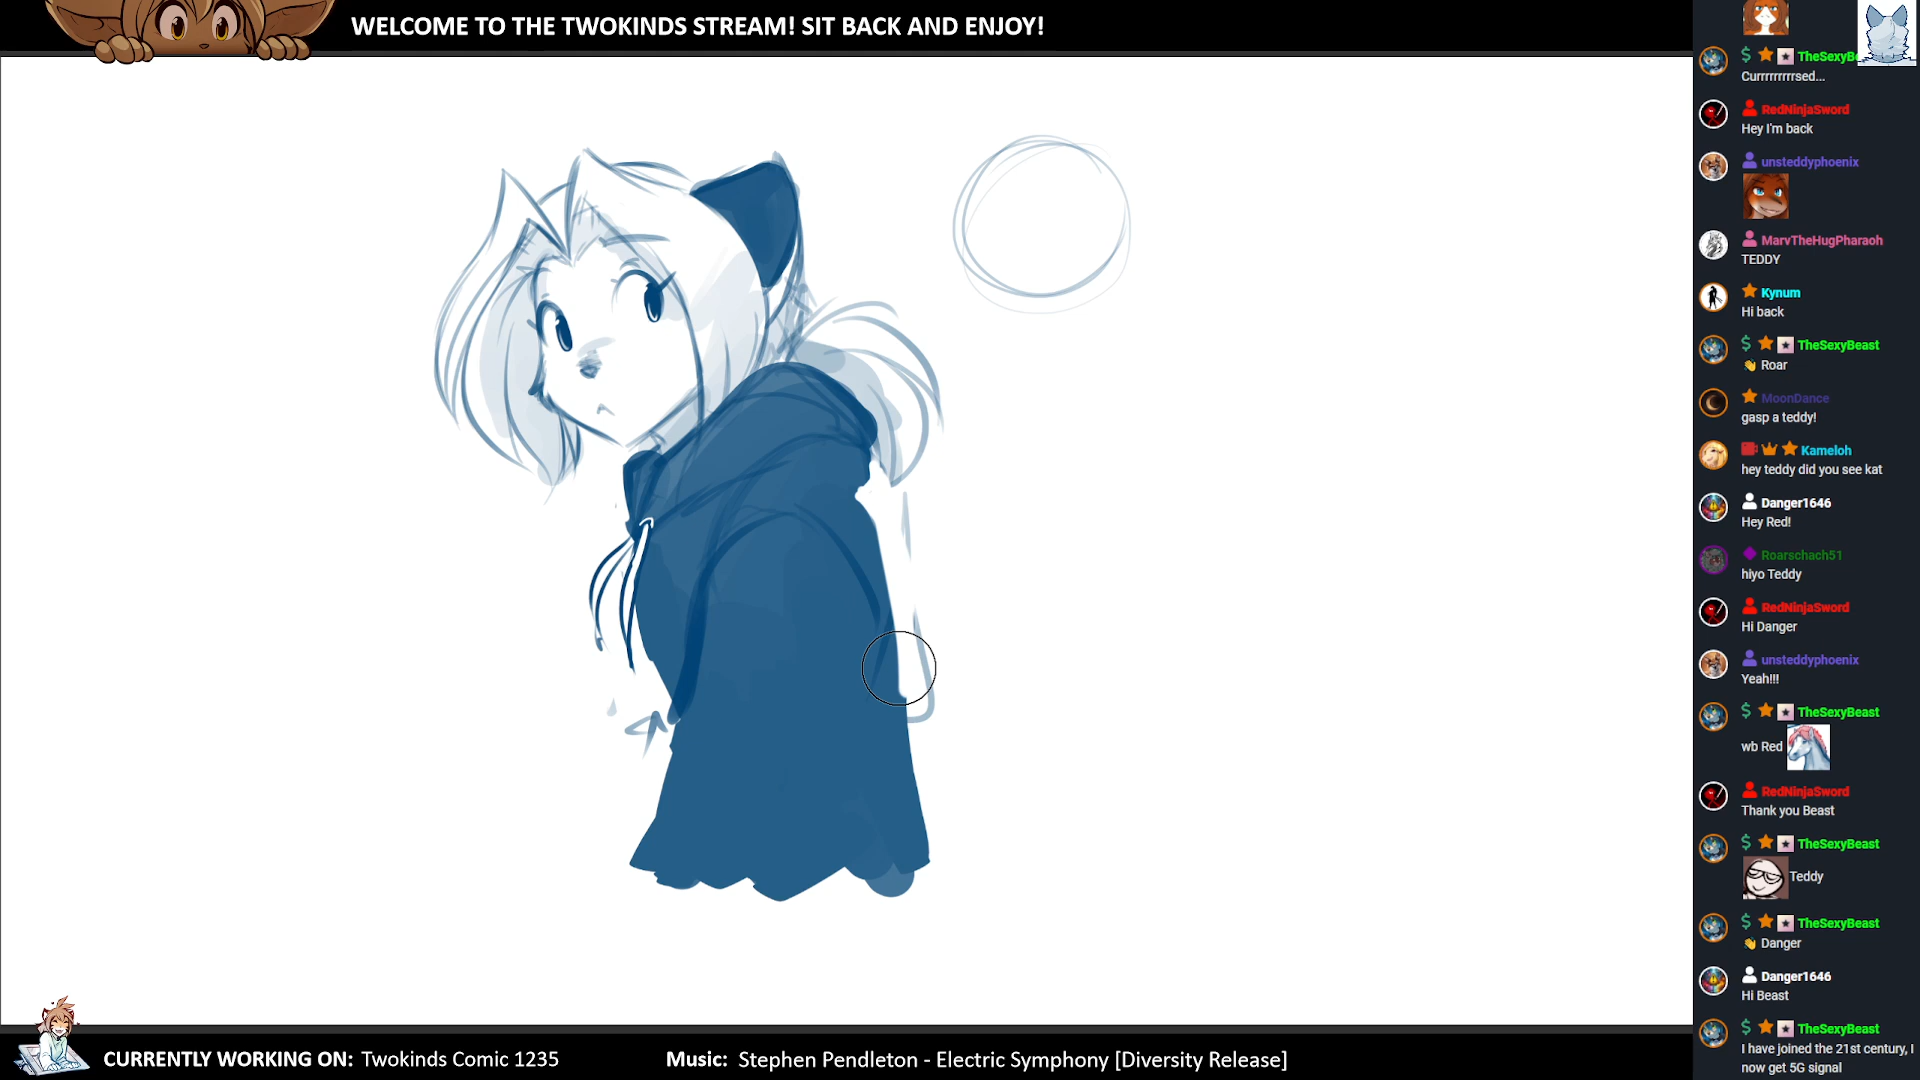 WELCOME TO THE TWOKINDS STREAM! SIT BACK AND ENJOY!
Currrrrrrrrsed...
RedNinjaSword
Hey I'm back
unsteddyphoenix
MarvTheHugPharaoh
TEDDY
Kynum
Hi back
TheSexyBeast
Roar
MoonDance
gasp a teddy!
Kameloh
hey teddy did you see kat
Danger1646
Hey Red!
Roarschach51
hiyo Teddy
RedNinjaSword
Hi Danger
unsteddyphoenix
Yeah!!!
TheSexyBeast
wb Red
RedNinjaSword
Thank you Beast
TheSexyBeast
Teddy
TheSexyBeast
Danger
Danger1646
Hi Beast
TheSexyBeast
I have joined the 21st century, I
now get 5G signal
CURRENTLY WORKING ON: Twokinds Comic 1235
Music: Stephen Pendleton - Electric Symphony [Diversity Release]